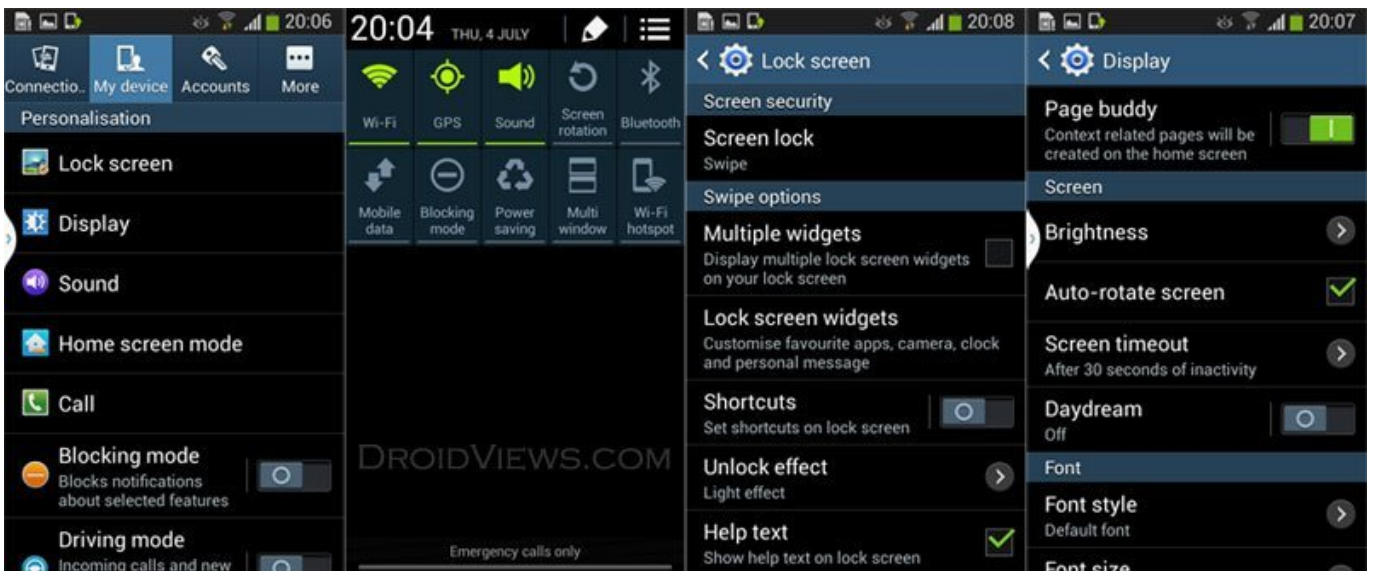 20:06
Connectio..
My device
Accounts
More
Personalisation
Lock screen
Display
Sound
Home screen mode
Call
Blocking mode
Blocks notifications
about selected features
Driving mode
Incoming calls and new
20:04 THU, 4 JULY
Wi-Fi
GPS
Sound
Screen
rotation
Bluetooth
Mobile
data
Blocking
mode
Power
saving
Multi
window
Wi-Fi
hotspot
DROIDVIEWS.COM
Emergency calls only
20:08
Lock screen
Screen security
Screen lock
Swipe
Swipe options
Multiple widgets
Display multiple lock screen widgets
on your lock screen
Lock screen widgets
Customise favourite apps, camera, clock
and personal message
Shortcuts
Set shortcuts on lock screen
Unlock effect
Light effect
Help text
Show help text on lock screen
20:07
Display
Page buddy
Context related pages will be
created on the home screen
Screen
Brightness
Auto-rotate screen
Screen timeout
After 30 seconds of inactivity
Daydream
Off
Font
Font style
Default font
Font size